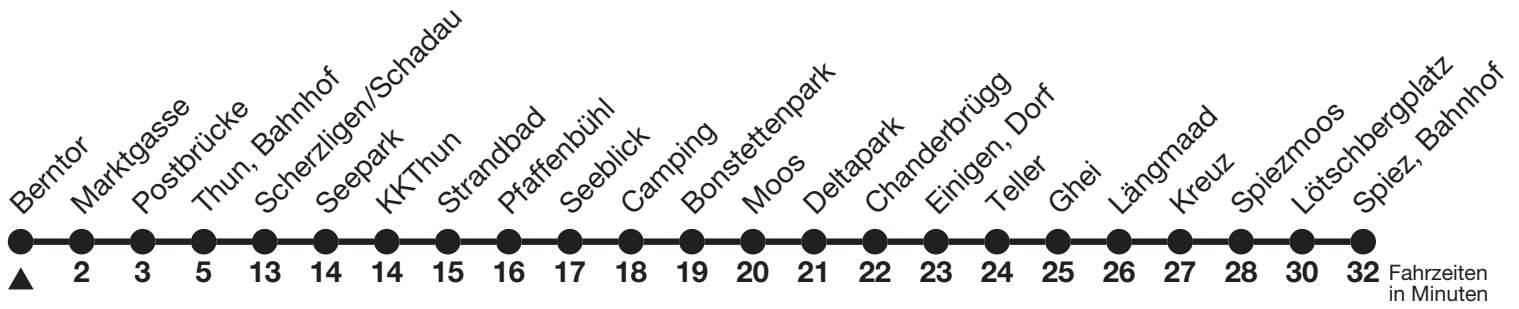 Berntor
Marktgasse
Postbrücke
Thun, Bahnhof
Scherzligen/Schadau
Seepark
KKThun
Strandbad
Pfaffenbühl
Seeblick
Camping
Bonstettenpark
Moos
Deltapark
Chanderbrügg
Einigen, Dorf
Teller
Ghei
Längmaad
Kreuz
Spiezmoos
Lötschbergplatz
Spiez, Bahnhof
2 3 5 13 14 14 15 16 17 18 19 20 21 22 23 24 25 26 27 28 30 32
Fahrzeiten
in Minuten